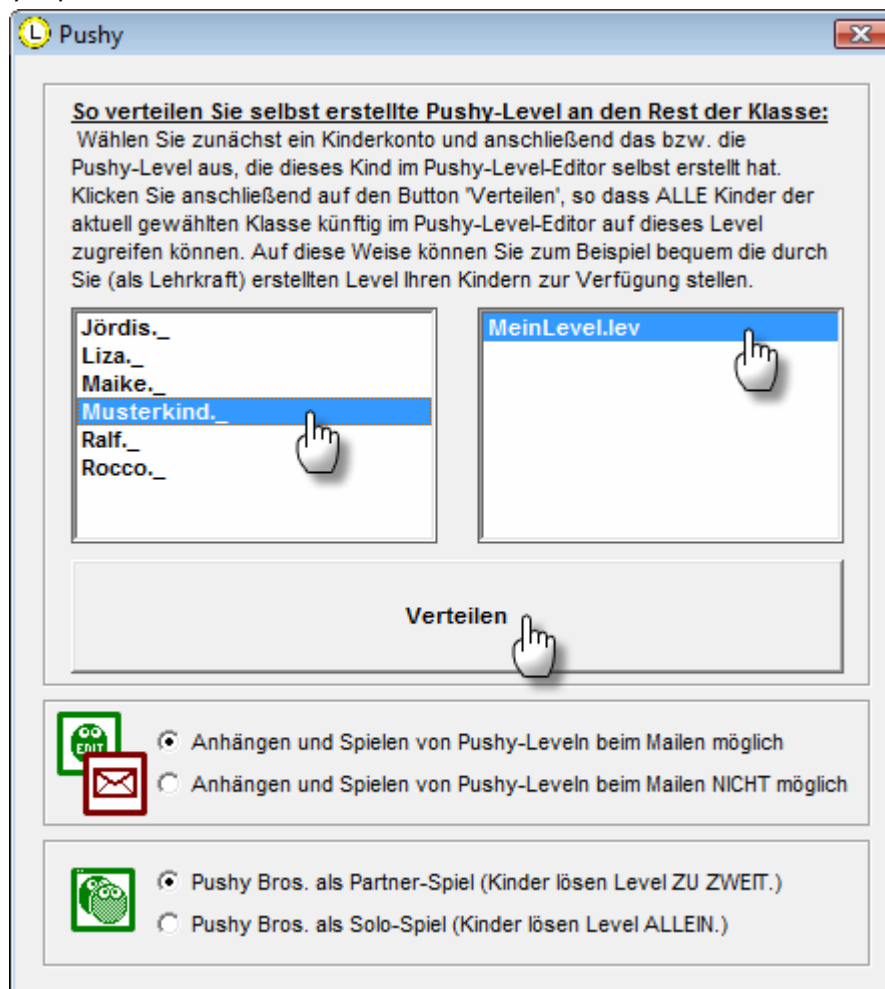 Pushy
So verteilen Sie selbst erstellte Pushy-Level an den Rest der Klasse:
Wählen Sie zunächst ein Kinderkonto und anschließend das bzw. die
Pushy-Level aus, die dieses Kind im Pushy-Level-Editor selbst erstellt hat.
Klicken Sie anschließend auf den Button 'Verteilen', so dass ALLE Kinder der
aktuell gewählten Klasse künftig im Pushy-Level-Editor auf dieses Level
zugreifen können. Auf diese Weise können Sie zum Beispiel bequem die durch
Sie (als Lehrkraft) erstellten Level Ihren Kindern zur Verfügung stellen.
Jördis._
Liza._
Maike._
Musterkind._
Ralf._
Rocco._
MeinLevel.lev
Verteilen
EDIT
Anhängen und Spielen von Pushy-Leveln beim Mailen möglich
Anhängen und Spielen von Pushy-Leveln beim Mailen NICHT möglich
Pushy Bros. als Partner-Spiel (Kinder lösen Level ZU ZWEIT.)
Pushy Bros. als Solo-Spiel (Kinder lösen Level ALLEIN.)